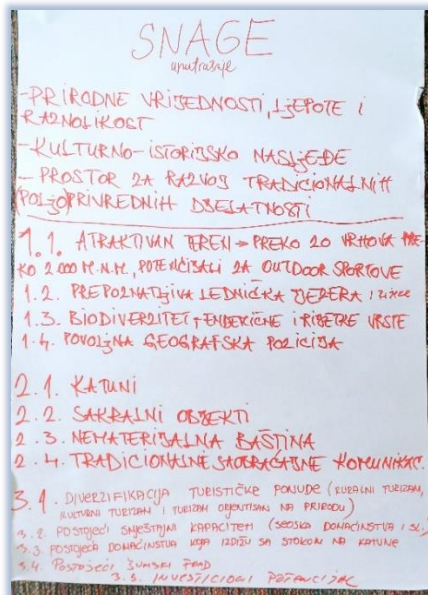 SNAGE
unutrašnje
-PRIRODNE VRIJEDNOSTI, LJEPOTE I
RAZNOLIKOST
-KULTURNO-ISTORIJSKO NASLJEĐE
- PROSTOR ZA RAZVOJ TRADICIONALNIH
(POLJO)PRIVREDNIH DJELATNOSTI
1.1. ATRAKTIVAN TEREN → PREKO 20 VRHOVA PRE-
KO 2000 M.N.M., POTENCIJALI ZA OUTDOOR SPORTOVE
1.2. PREPOZNATLJIVA LEDNIČKA JEZERA I
1.3. BIODIVERZITET, ENDEMIČNE I RIJETKE VRSTE
1.4. POVOLJNA GEOGRAFSKA POZICIJA
2.1. KATUNI
2.2. SAKRALNI OBJEKTI
2.3. NEMATERIJALNA BAŠTINA
2.4. TRADICIONALNE SAOBRAĆAJNE KOMUNIKAC.
3.1. DIVERZIFIKACIJA TURISTIČKE PONUDE (RURALNI TURIZAM,
KULTURNI TURIZAM I TURIZAM ORJENTISAN NA PRIRODU)
3.2. POSTOJEĆI SMJEŠTAJNI KAPACITETI (SEOSKA DOMAĆINSTVA I SL.)
3.3. POSTOJEĆA DOMAĆINSTVA KOJA IZDIŽU SA STOKOM NA KATUNE
3.4. POSTOJEĆI ŠUMSKI FOND
3.5. INVESTICIONI POTENCIJAL